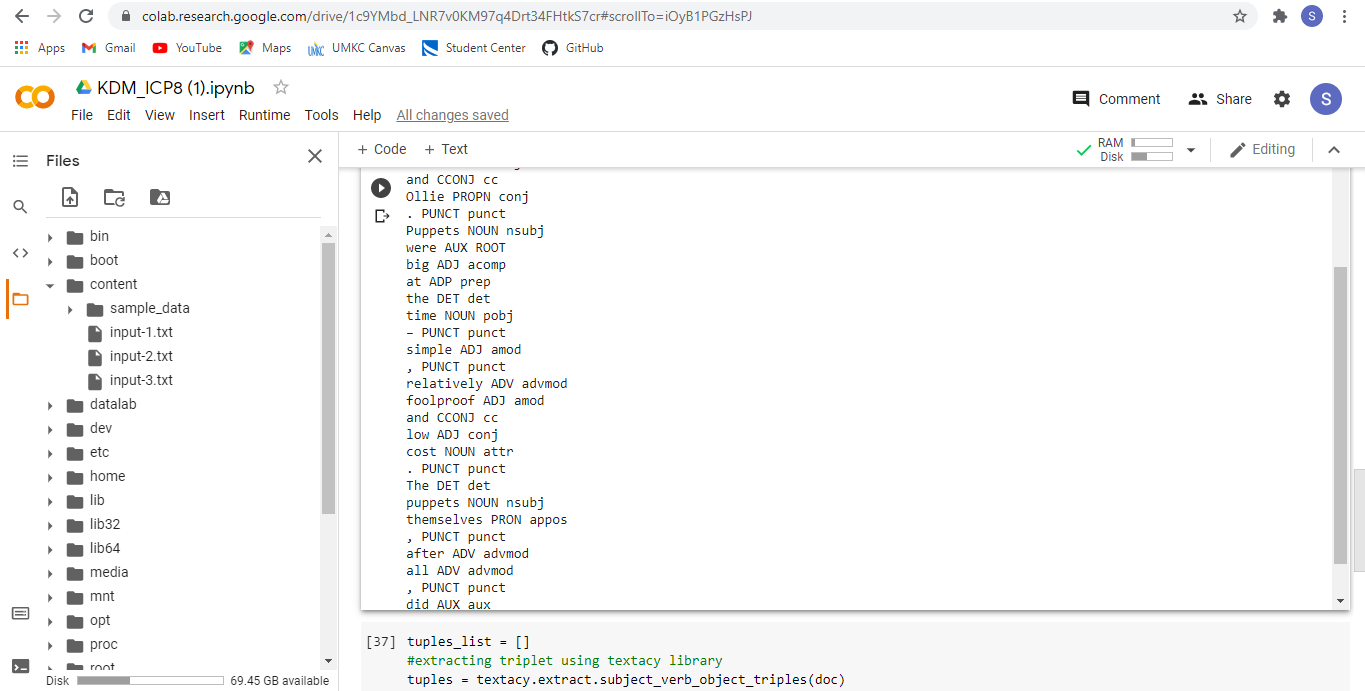 colab.research.google.com/drive/1c9YMbd_LNR7v0KM97q4Drt34FHtkS7cr#scrollTo=iOyB1PGzHsPJ
S
Apps Gmail YouTube Maps UMKC Canvas Student Center GitHub
KDM_ICP8 (1).ipynb
File Edit View Insert Runtime Tools Help All changes saved
Comment Share S
Files
+ Code + Text
RAM
Disk
Editing
bin
boot
content
sample_data
input-1.txt
input-2.txt
input-3.txt
datalab
dev
etc
home
lib
lib32
lib64
media
mnt
opt
proc
root
Disk 69.45 GB available
and CCONJ cc
Ollie PROPN conj
. PUNCT punct
Puppets NOUN nsubj
were AUX ROOT
big ADJ acomp
at ADP prep
the DET det
time NOUN pobj
– PUNCT punct
simple ADJ amod
, PUNCT punct
relatively ADV advmod
foolproof ADJ amod
and CCONJ cc
low ADJ conj
cost NOUN attr
. PUNCT punct
The DET det
puppets NOUN nsubj
themselves PRON appos
, PUNCT punct
after ADV advmod
all ADV advmod
, PUNCT punct
did AUX aux
[37] tuples_list = []
#extracting triplet using textacy library
tuples = textacy.extract.subject_verb_object_triples(doc)